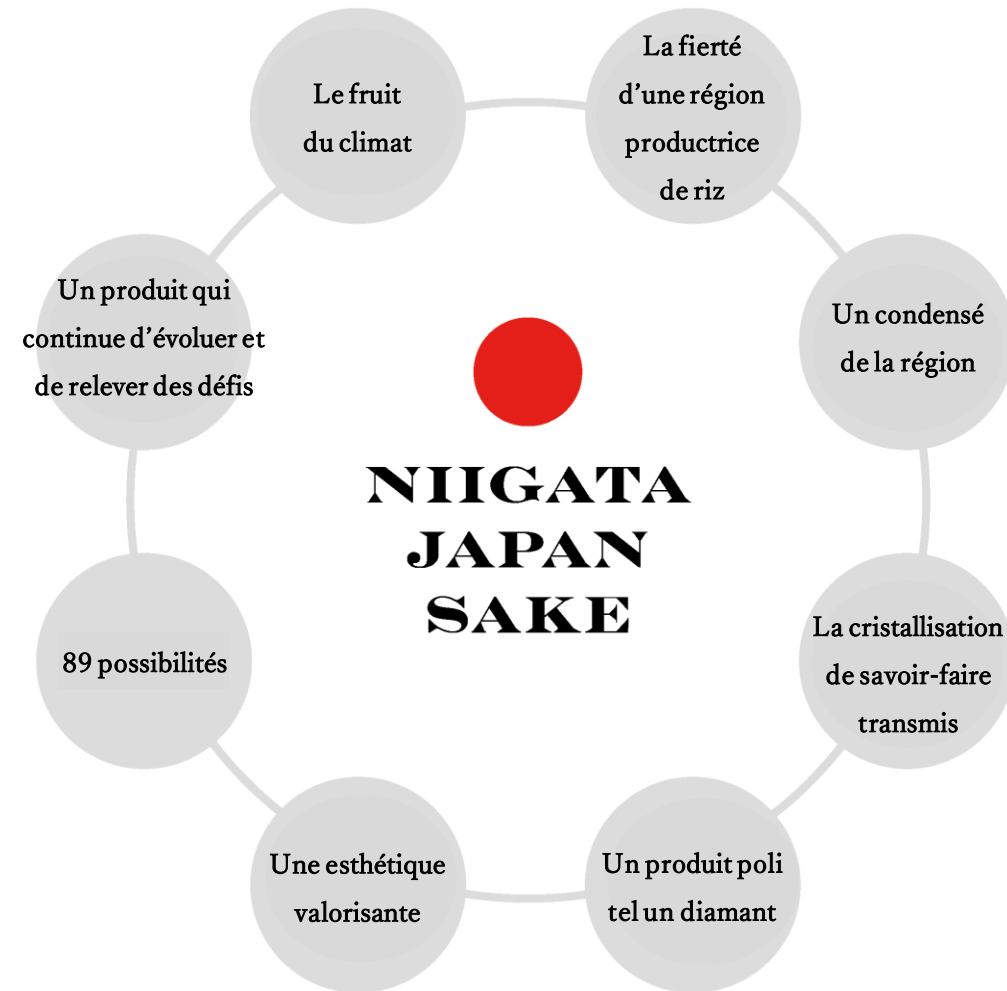 Le fruit
du climat
La fierté
d’une région
productrice
de riz
Un produit qui
continue d’évoluer et
de relever des défis
Un condensé
de la région
NIIGATA
JAPAN
SAKE
89 possibilités
La cristallisation
de savoir-faire
transmis
Une esthétique
valorisante
Un produit poli
tel un diamant